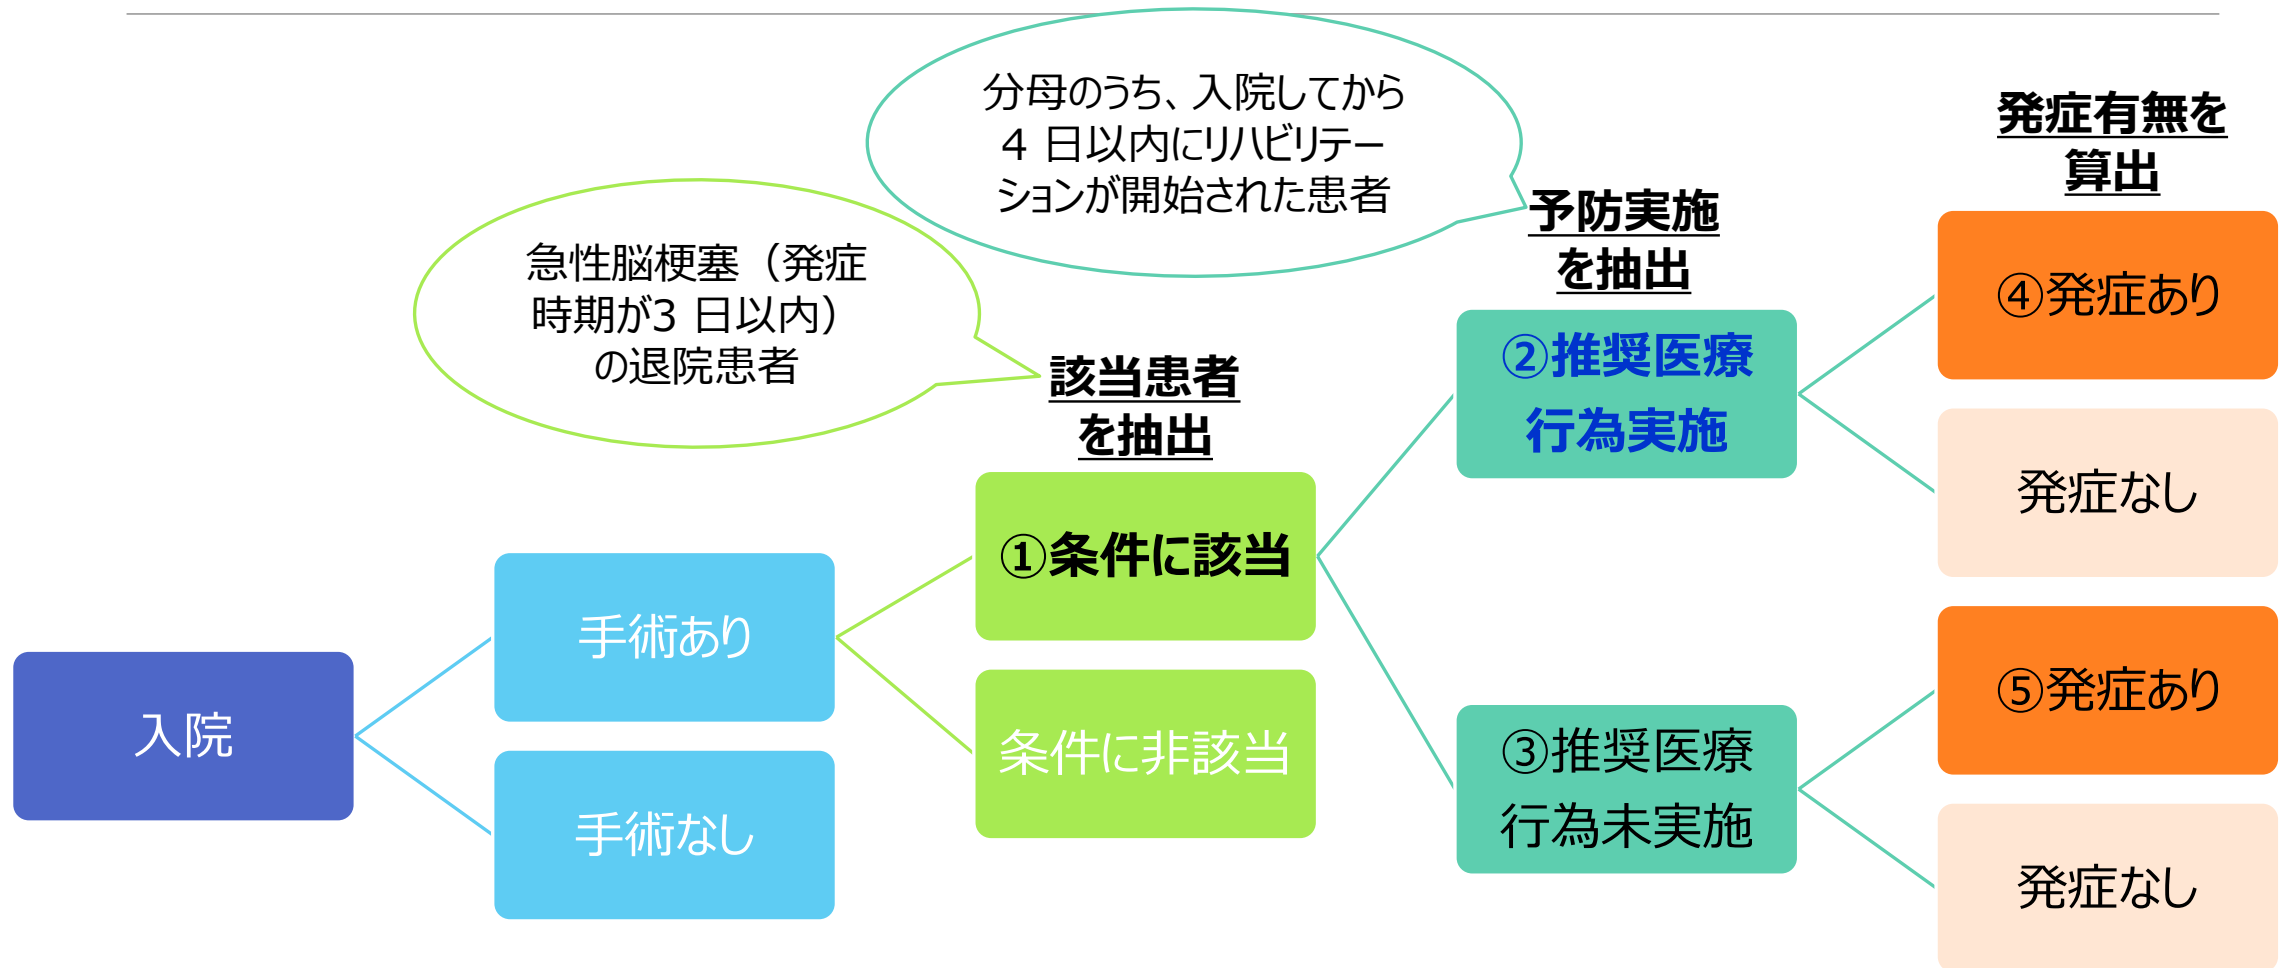 分母のうち、入院してから
4 日以内にリハビリテー
ションが開始された患者
急性脳梗塞（発症
時期が3 日以内）
の退院患者
発症有無を
算出
予防実施
を抽出
該当患者
を抽出
入院
手術あり
手術なし
①条件に該当
条件に非該当
②推奨医療
行為実施
③推奨医療
行為未実施
④発症あり
発症なし
⑤発症あり
発症なし